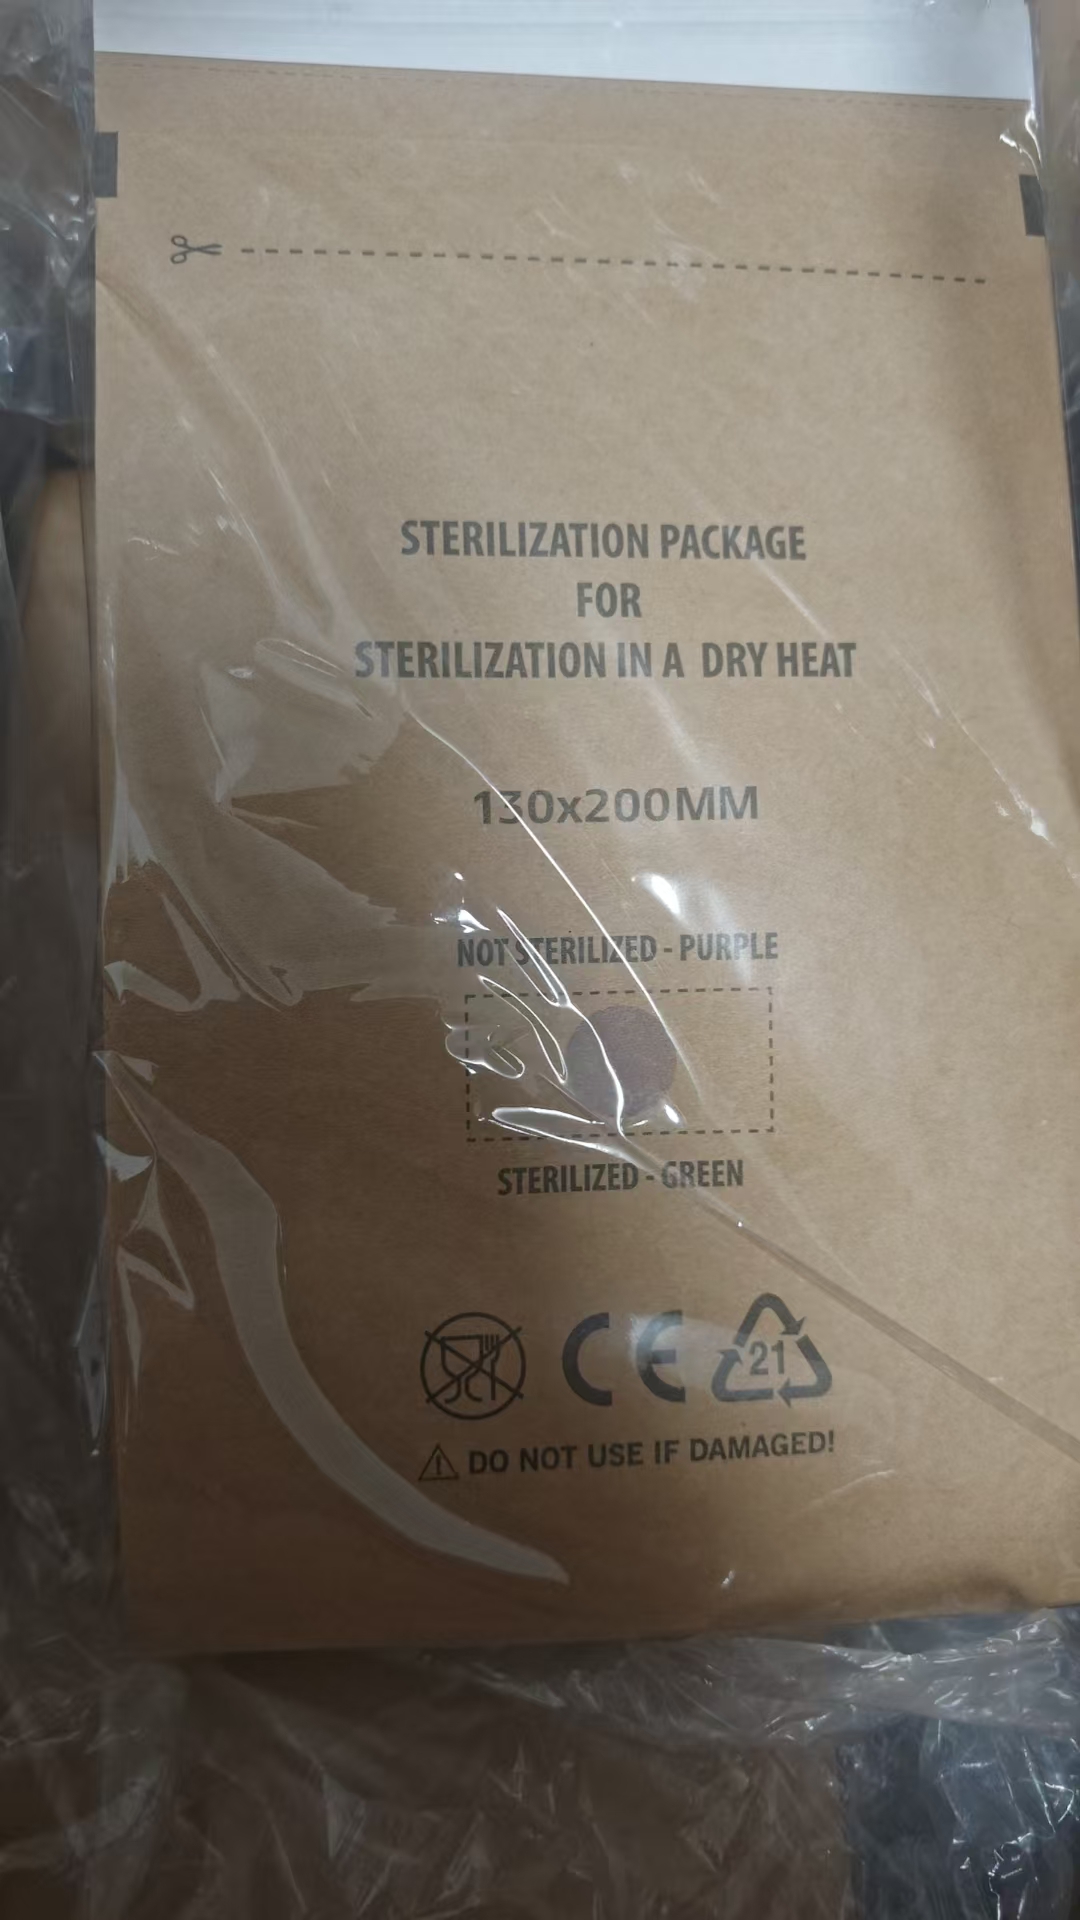 STERILIZATION PACKAGE
FOR
STERILIZATION IN A DRY HEAT
130x200MM
NOT STERILIZED - PURPLE
STERILIZED - GREEN
CE
21
DO NOT USE IF DAMAGED!